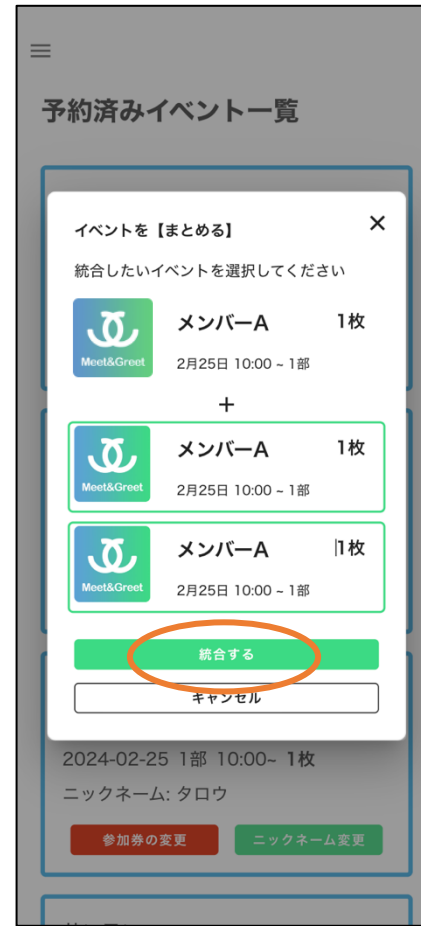 予約済みイベント一覧
イベントを【まとめる】 ×
統合したいイベントを選択してください
メンバーA 1枚
Meet&Greet 2月25日 10:00 ~ 1部
+
メンバーA 1枚
Meet&Greet 2月25日 10:00 ~ 1部
メンバーA 1枚
Meet&Greet 2月25日 10:00 ~ 1部
統合する
キャンセル
2024-02-25 1部 10:00~ 1枚
ニックネーム: タロウ
参加券の変更 ニックネーム変更